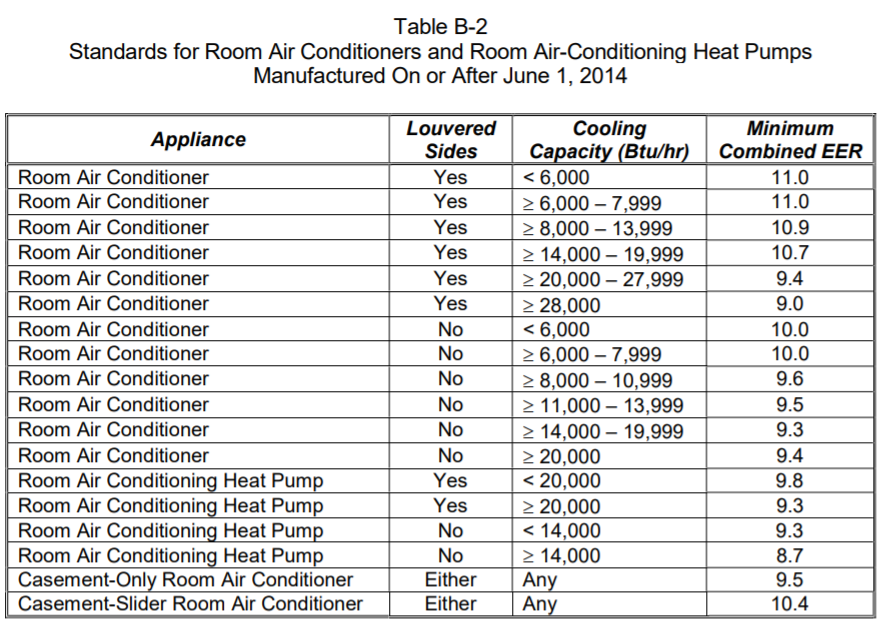 Table B-2
Standards for Room Air Conditioners and Room Air-Conditioning Heat Pumps
Manufactured On or After June 1, 2014
Appliance Louvered Sides Cooling Capacity (Btu/hr) Minimum Combined EER
Room Air Conditioner Yes < 6,000 11.0
Room Air Conditioner Yes ≥ 6,000 – 7,999 11.0
Room Air Conditioner Yes ≥ 8,000 – 13,999 10.9
Room Air Conditioner Yes ≥ 14,000 – 19,999 10.7
Room Air Conditioner Yes ≥ 20,000 – 27,999 9.4
Room Air Conditioner Yes ≥ 28,000 9.0
Room Air Conditioner No < 6,000 10.0
Room Air Conditioner No ≥ 6,000 – 7,999 10.0
Room Air Conditioner No ≥ 8,000 – 10,999 9.6
Room Air Conditioner No ≥ 11,000 – 13,999 9.5
Room Air Conditioner No ≥ 14,000 – 19,999 9.3
Room Air Conditioner No ≥ 20,000 9.4
Room Air Conditioning Heat Pump Yes < 20,000 9.8
Room Air Conditioning Heat Pump Yes ≥ 20,000 9.3
Room Air Conditioning Heat Pump No < 14,000 9.3
Room Air Conditioning Heat Pump No ≥ 14,000 8.7
Casement-Only Room Air Conditioner Either Any 9.5
Casement-Slider Room Air Conditioner Either Any 10.4